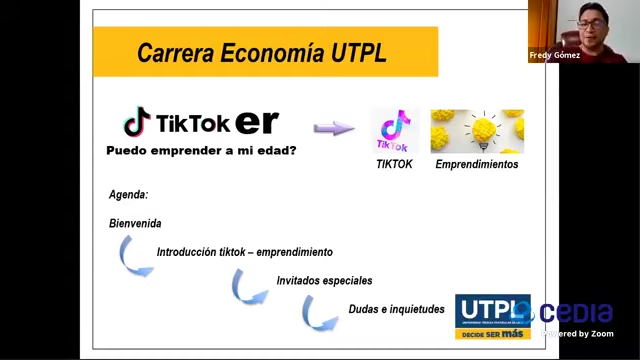 Fredy Gómez
Carrera Economía UTPL
TikTok er
Puedo emprender a mi edad?
TikTok
TIKTOK
Emprendimientos
Agenda:
Bienvenida
Introducción tiktok – emprendimiento
Invitados especiales
Dudas e inquietudes
UTPL
DECIDE SER más
CEDIA
Powered by Zoom